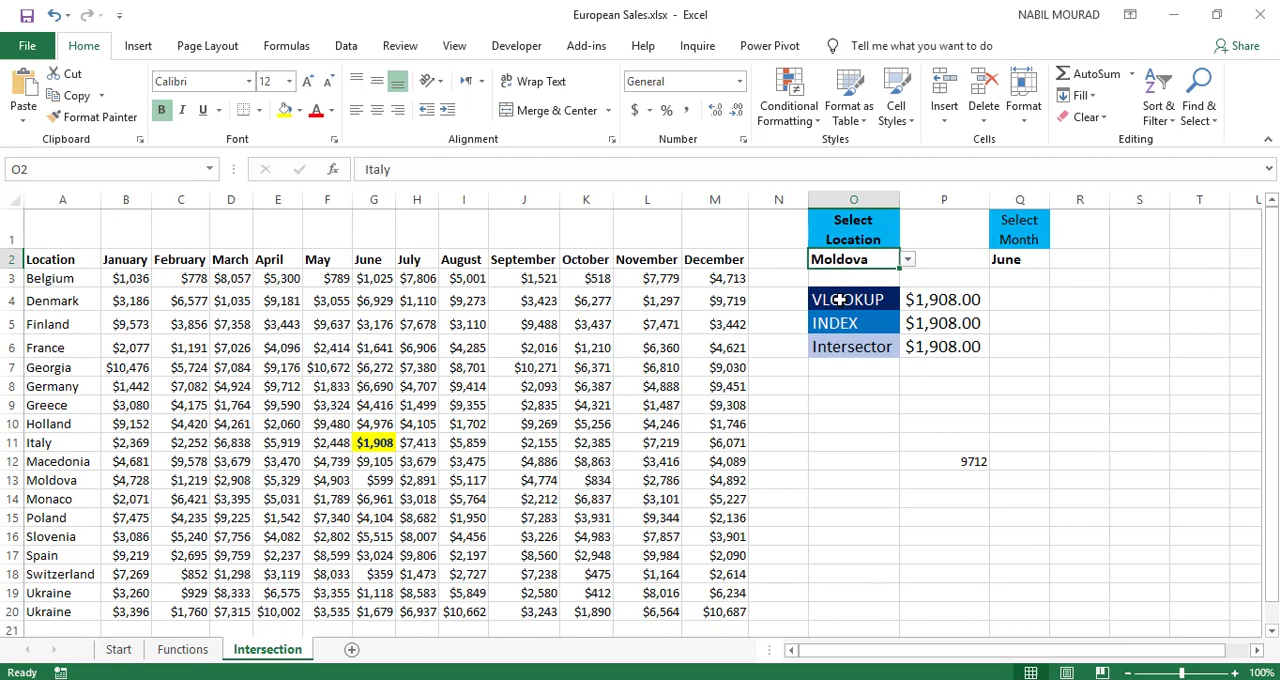 European Sales.xlsx - Excel
NABIL MOURAD
File Home Insert Page Layout Formulas Data Review View Developer Add-ins Help Inquire Power Pivot Tell me what you want to do Share
Paste
Cut
Copy
Format Painter
Calibri 12
B I U
Wrap Text
Merge & Center
General
$ % ,
Conditional Formatting
Format as Table
Cell Styles
Insert
Delete
Format
AutoSum
Fill
Clear
Sort & Filter
Find & Select
Clipboard Font Alignment Number Styles Cells Editing
O2 fx Italy
A B C D E F G H I J K L M N O P Q R S T U
1 Select Location Select Month
2 Location January February March April May June July August September October November December Moldova June
3 Belgium $1,036 $778 $8,057 $5,300 $789 $1,025 $7,806 $5,001 $1,521 $518 $7,779 $4,713
4 Denmark $3,186 $6,577 $1,035 $9,181 $3,055 $6,929 $1,110 $9,273 $3,423 $6,277 $1,297 $9,719 VLOOKUP $1,908.00
5 Finland $9,573 $3,856 $7,358 $3,443 $9,637 $3,176 $7,678 $3,110 $9,488 $3,437 $7,471 $3,442 INDEX $1,908.00
6 France $2,077 $1,191 $7,026 $4,096 $2,414 $1,641 $6,906 $4,285 $2,016 $1,210 $6,360 $4,621 Intersector $1,908.00
7 Georgia $10,476 $5,724 $7,084 $9,176 $10,672 $6,272 $7,380 $8,701 $10,271 $6,371 $6,810 $9,030
8 Germany $1,442 $7,082 $4,924 $9,712 $1,833 $6,690 $4,707 $9,414 $2,093 $6,387 $4,888 $9,451
9 Greece $3,080 $4,175 $1,764 $9,590 $3,324 $4,416 $1,499 $9,355 $2,835 $4,321 $1,487 $9,308
10 Holland $9,152 $4,420 $4,261 $2,060 $9,480 $4,976 $4,105 $1,702 $9,269 $5,256 $4,246 $1,746
11 Italy $2,369 $2,252 $6,838 $5,919 $2,448 $1,908 $7,413 $5,859 $2,155 $2,385 $7,219 $6,071
12 Macedonia $4,681 $9,578 $3,679 $3,470 $4,739 $9,105 $3,679 $3,475 $4,886 $8,863 $3,416 $4,089 9712
13 Moldova $4,728 $1,219 $2,908 $5,329 $4,903 $599 $2,891 $5,117 $4,774 $834 $2,786 $4,892
14 Monaco $2,071 $6,421 $3,395 $5,031 $1,789 $6,961 $3,018 $5,764 $2,212 $6,837 $3,101 $5,227
15 Poland $7,475 $4,235 $9,225 $1,542 $7,340 $4,104 $8,682 $1,950 $7,283 $3,931 $9,344 $2,136
16 Slovenia $3,086 $5,240 $7,756 $4,082 $2,802 $5,515 $8,007 $4,456 $3,226 $4,983 $7,857 $3,901
17 Spain $9,219 $2,695 $9,759 $2,237 $8,599 $3,024 $9,806 $2,197 $8,560 $2,948 $9,984 $2,090
18 Switzerland $7,269 $852 $1,298 $3,119 $8,033 $359 $1,473 $2,727 $7,238 $475 $1,164 $2,614
19 Ukraine $3,260 $929 $8,333 $6,575 $3,355 $1,118 $8,583 $5,849 $2,580 $412 $8,016 $6,234
20 Ukraine $3,396 $1,760 $7,315 $10,002 $3,535 $1,679 $6,937 $10,662 $3,243 $1,890 $6,564 $10,687
21
Start Functions Intersection
Ready 100%